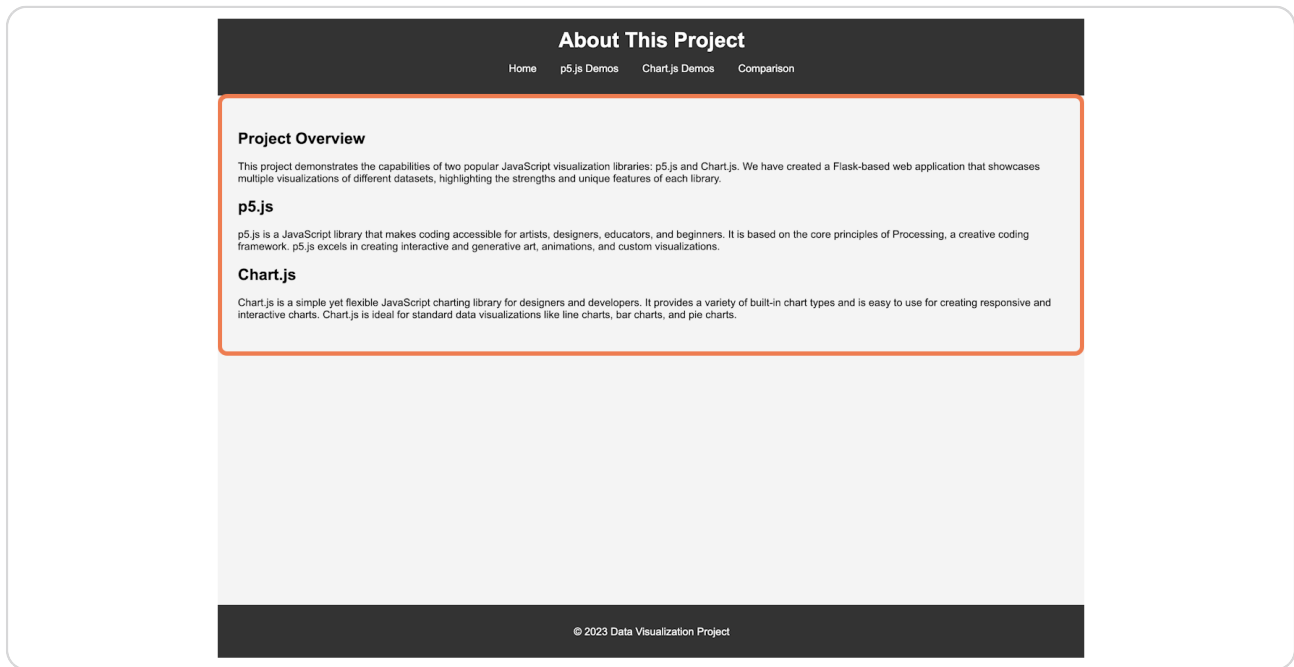 About This Project
Home p5.js Demos Chart.js Demos Comparison
Project Overview
This project demonstrates the capabilities of two popular JavaScript visualization libraries: p5.js and Chart.js. We have created a Flask-based web application that showcases
multiple visualizations of different datasets, highlighting the strengths and unique features of each library.
p5.js
p5.js is a JavaScript library that makes coding accessible for artists, designers, educators, and beginners. It is based on the core principles of Processing, a creative coding
framework. p5.js excels in creating interactive and generative art, animations, and custom visualizations.
Chart.js
Chart.js is a simple yet flexible JavaScript charting library for designers and developers. It provides a variety of built-in chart types and is easy to use for creating responsive and
interactive charts. Chart.js is ideal for standard data visualizations like line charts, bar charts, and pie charts.
© 2023 Data Visualization Project